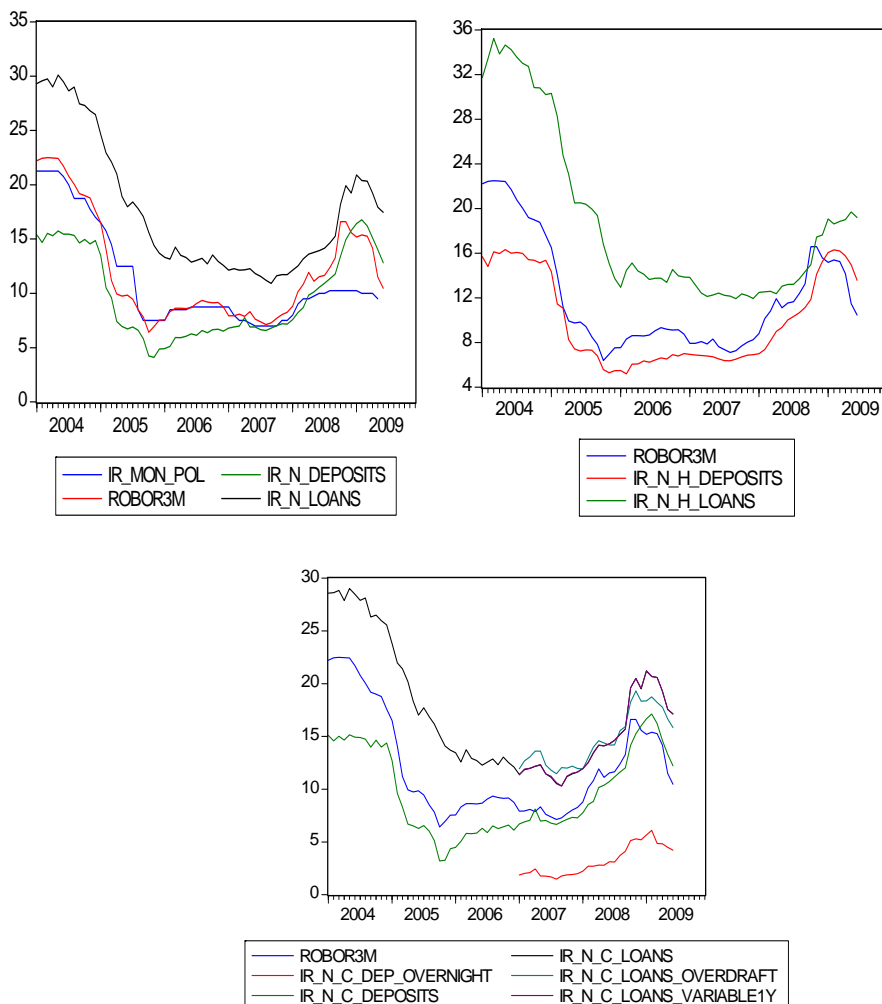 35
30
25
20
15
10
5
0
2004 2005 2006 2007 2008 2009
IR_MON_POL IR_N_DEPOSITS
ROBOR3M IR_N_LOANS
36
32
28
24
20
16
12
8
4
2004 2005 2006 2007 2008 2009
ROBOR3M
IR_N_H_DEPOSITS
IR_N_H_LOANS
30
25
20
15
10
5
0
2004 2005 2006 2007 2008 2009
ROBOR3M IR_N_C_LOANS
IR_N_C_DEP_OVERNIGHT IR_N_C_LOANS_OVERDRAFT
IR_N_C_DEPOSITS IR_N_C_LOANS_VARIABLE1Y